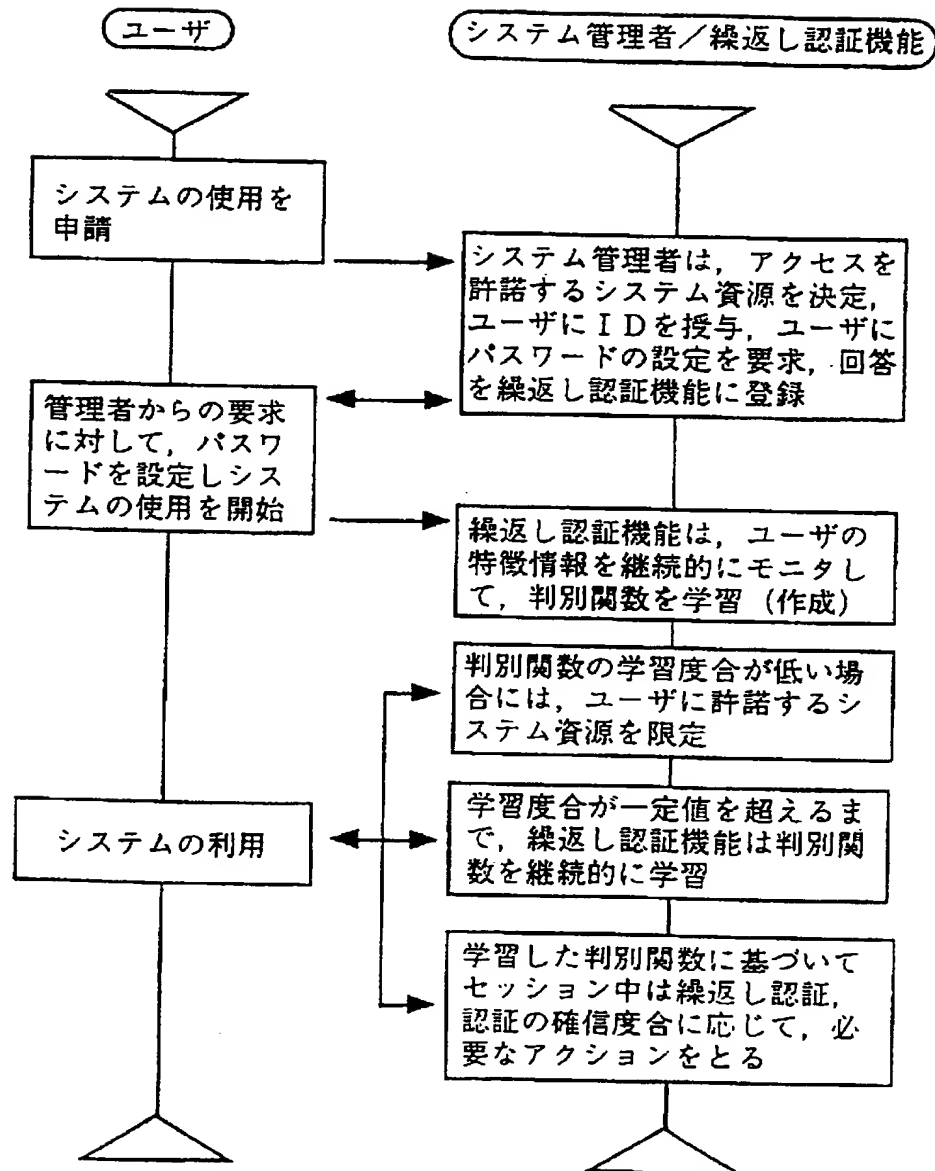 ユーザ
システム管理者／繰返し認証機能
システムの使用を
申請
システム管理者は，アクセスを
許諾するシステム資源を決定，
ユーザにＩＤを授与，ユーザに
パスワードの設定を要求，回答
を繰返し認証機能に登録
管理者からの要求
に対して，パスワ
ードを設定しシス
テムの使用を開始
繰返し認証機能は，ユーザの
特徴情報を継続的にモニタし
て，判別関数を学習（作成）
判別関数の学習度合が低い場
合には，ユーザに許諾するシ
ステム資源を限定
システムの利用
学習度合が一定値を超えるま
で，繰返し認証機能は判別関
数を継続的に学習
学習した判別関数に基づいて
セッション中は繰返し認証，
認証の確信度合に応じて，必
要なアクションをとる